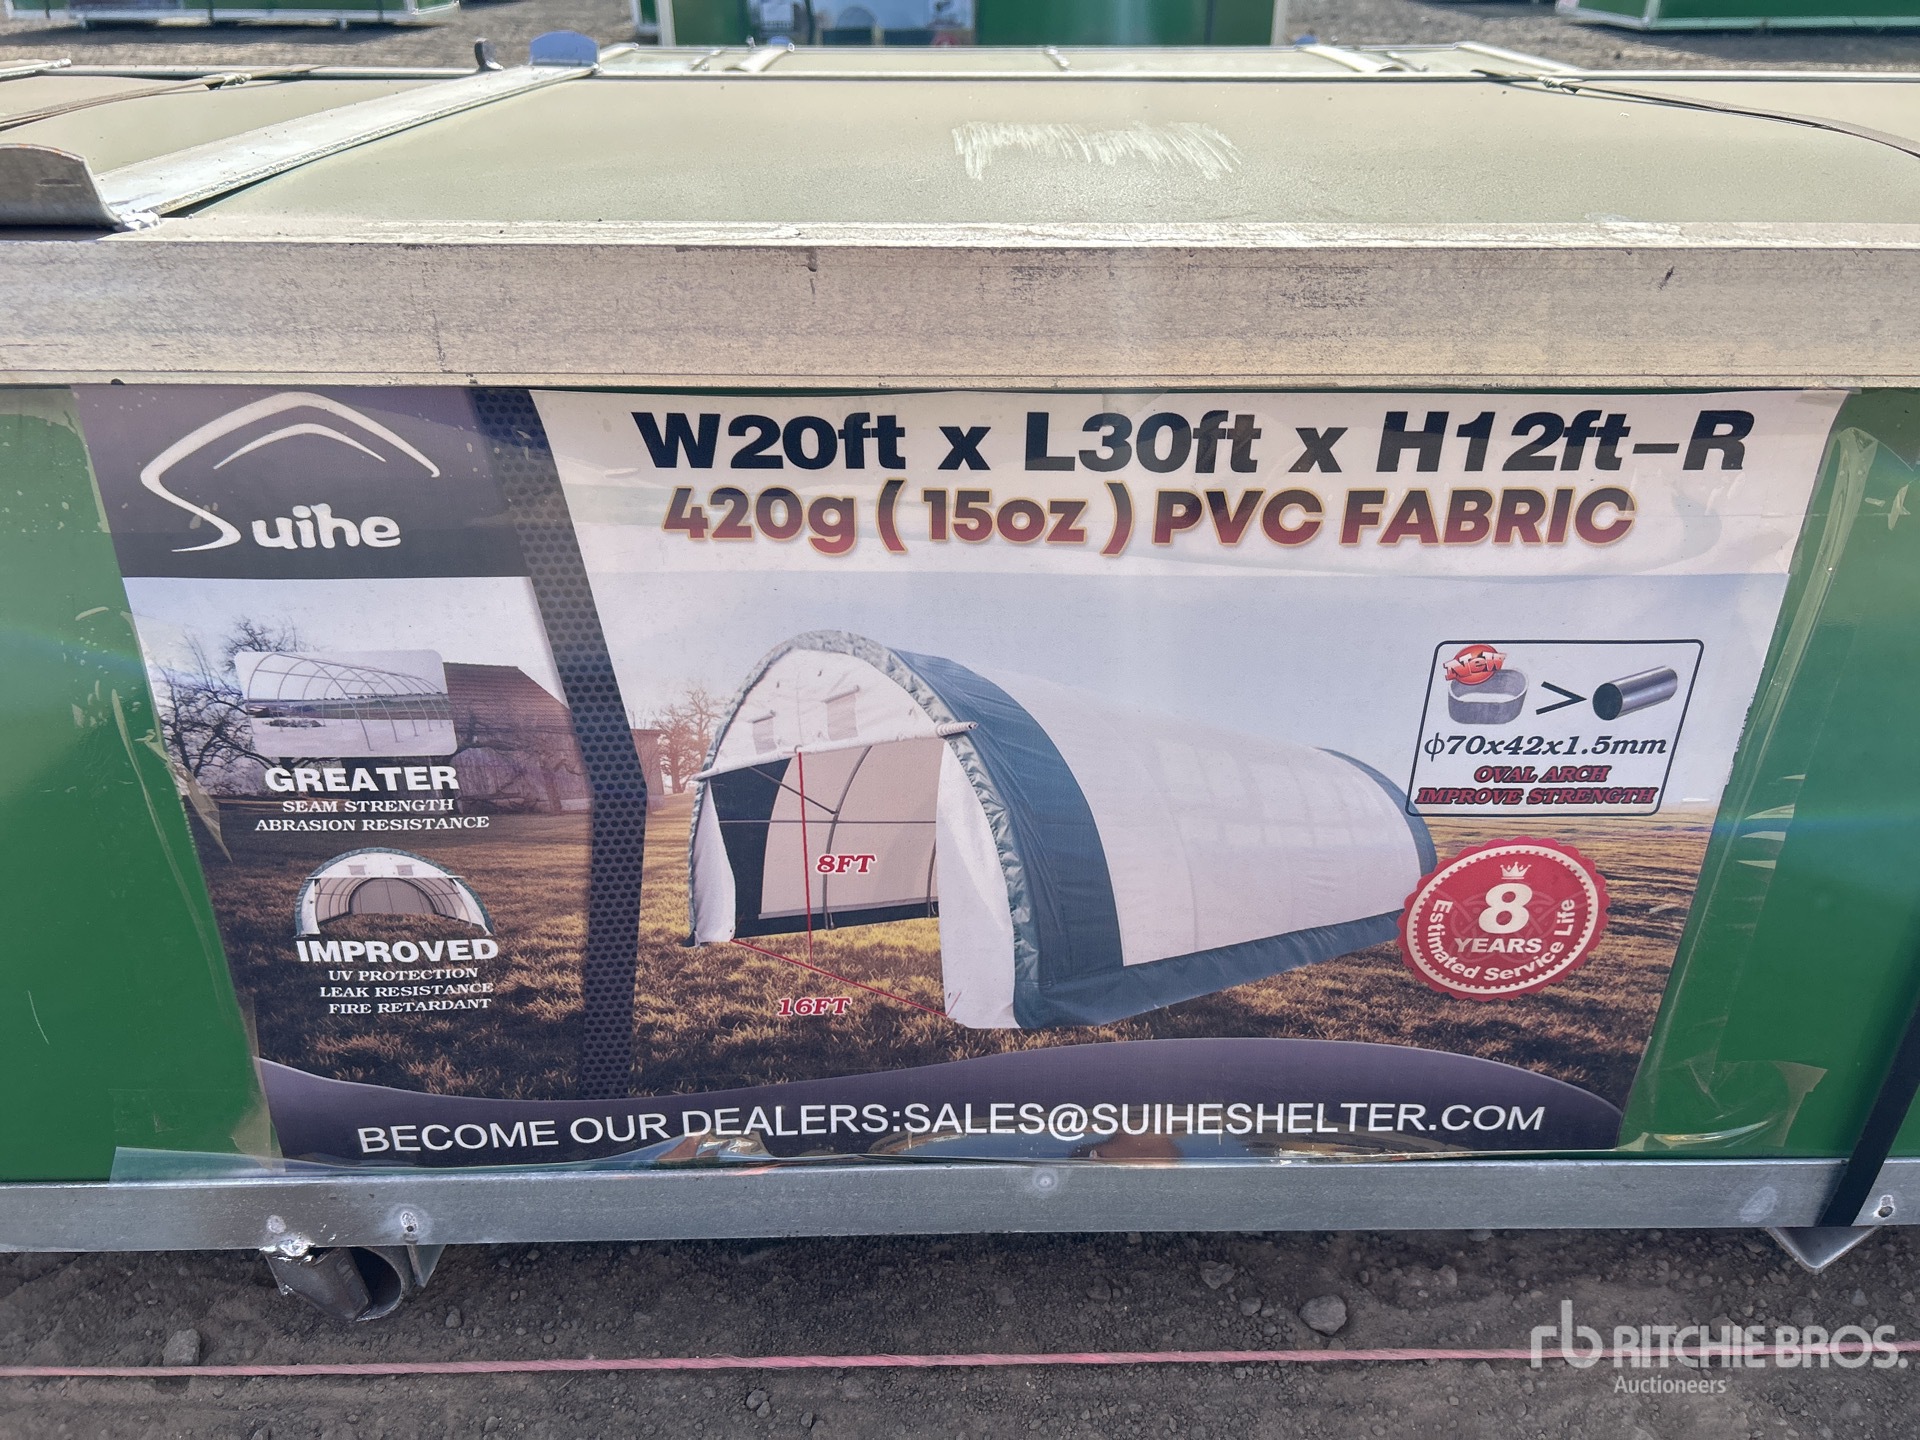 Suihe
W20ft x L30ft x H12ft-R
420g ( 15oz ) PVC FABRIC
GREATER
SEAM STRENGTH
ABRASION RESISTANCE
IMPROVED
UV PROTECTION
LEAK RESISTANCE
FIRE RETARDANT
8FT
16FT
New
>
ф70x42x1.5mm
OVAL ARCH
IMPROVE STRENGTH
8
YEARS
Estimated Service Life
BECOME OUR DEALERS:SALES@SUIHESHELTER.COM
rb RITCHIE BROS.
Auctioneers